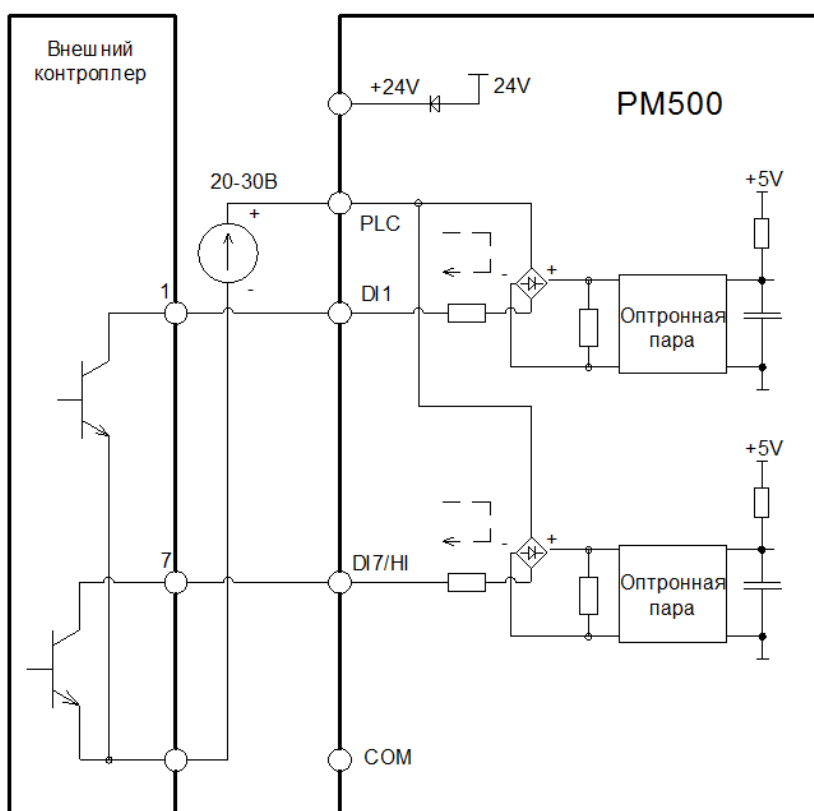 Внешний
контроллер
+24V
24V
PM500
20-30В
+
-
PLC
+5V
1
DI1
-
+
Оптронная
пара
+5V
7
DI7/HI
-
+
Оптронная
пара
COM